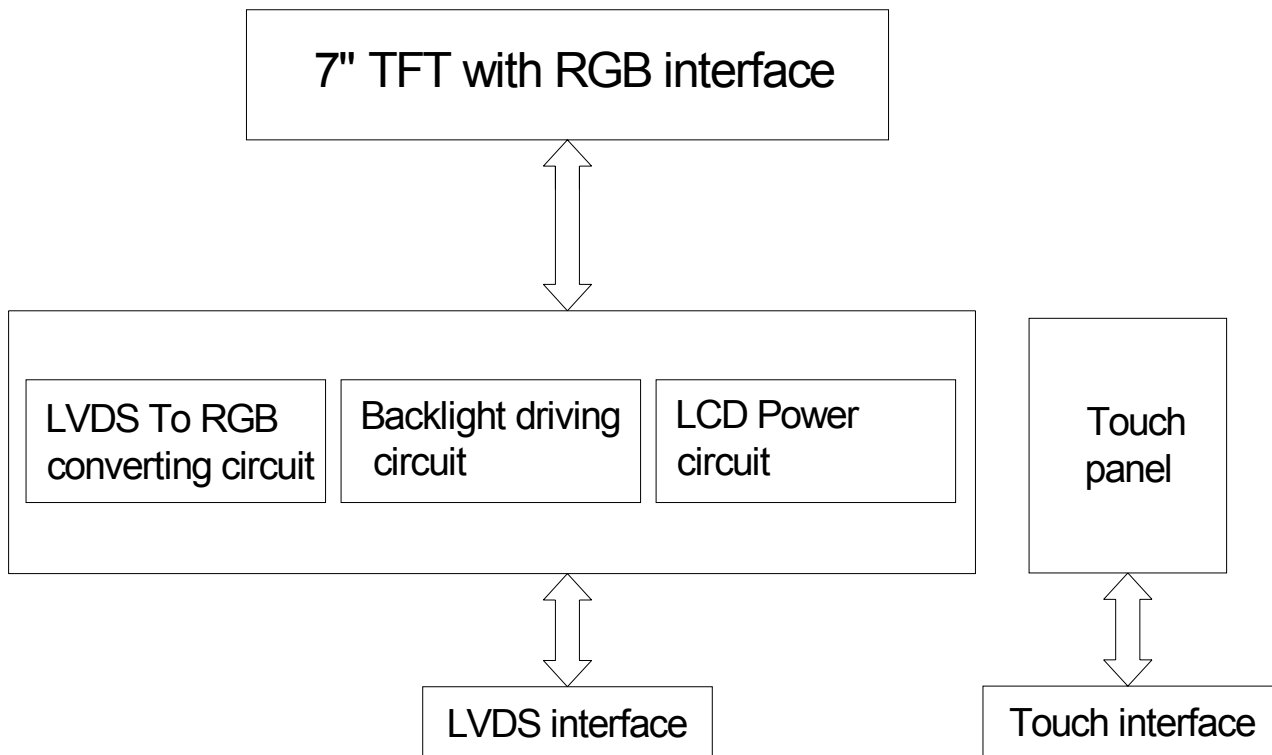 7" TFT with RGB interface
LVDS To RGB
converting circuit
Backlight driving
circuit
LCD Power
circuit
Touch
panel
LVDS interface
Touch interface